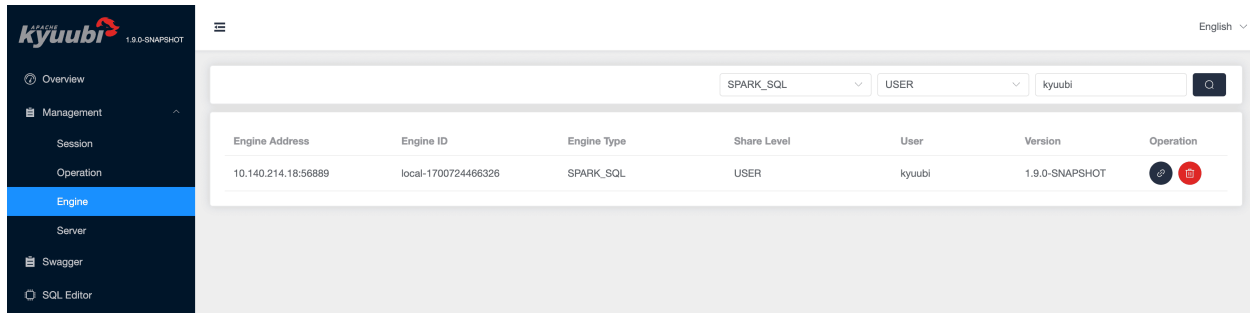 APACHE
kyuubi 1.9.0-SNAPSHOT
English
Overview
SPARK_SQL USER kyuubi
Management
Engine Address Engine ID Engine Type Share Level User Version Operation
Session
Operation
10.140.214.18:56889 local-1700724466326 SPARK_SQL USER kyuubi 1.9.0-SNAPSHOT
Engine
Server
Swagger
SQL Editor